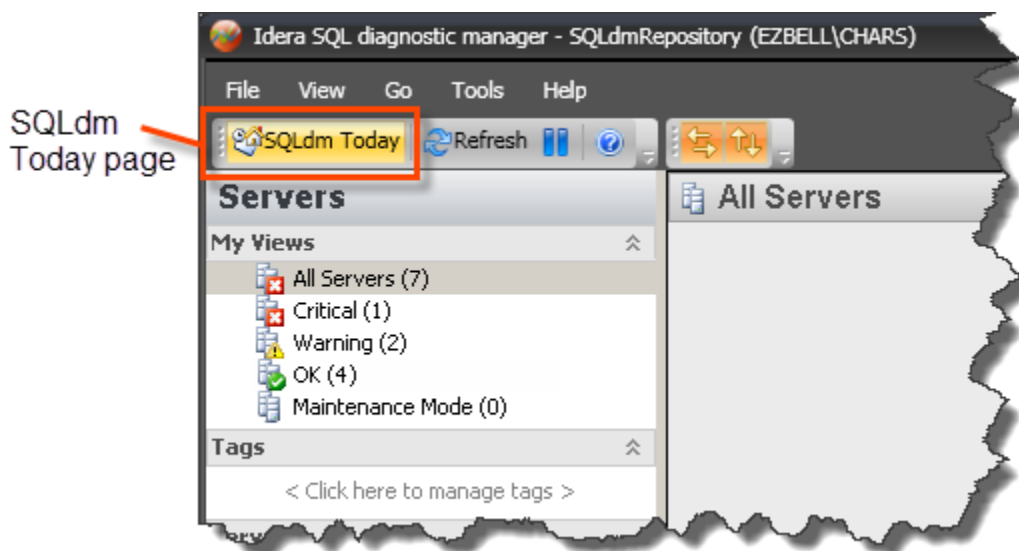 Idera SQL diagnostic manager - SQLdmRepository (EZBELL\CHARS)
File View Go Tools Help
SQLdm Today page
SQLdm Today Refresh
Servers
All Servers
My Views
All Servers (7)
Critical (1)
Warning (2)
OK (4)
Maintenance Mode (0)
Tags
< Click here to manage tags >